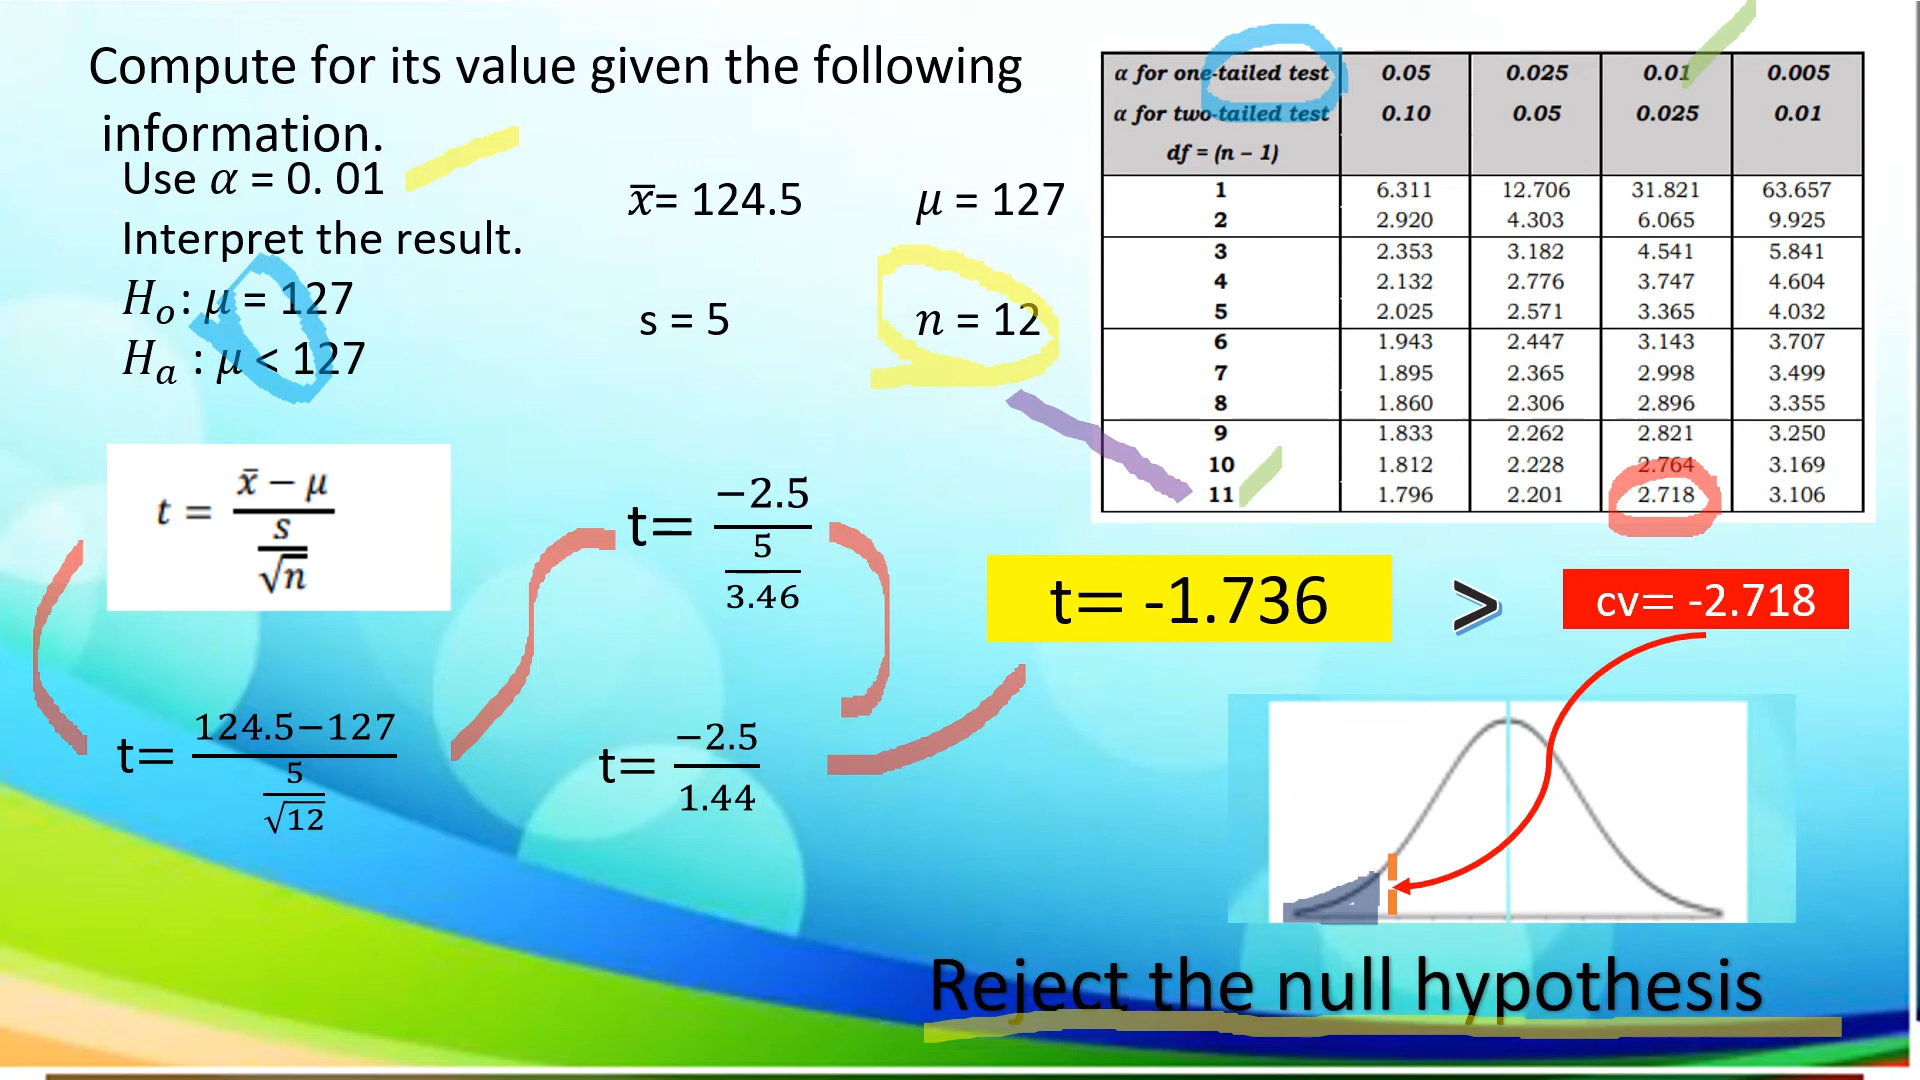 Compute for its value given the following
information.
Use α = 0. 01
Interpret the result.
Hₒ: μ = 127
Hₐ : μ < 127
x̅= 124.5 μ = 127
s = 5 n = 12
α for one-tailed test 0.05 0.025 0.01 0.005
α for two-tailed test 0.10 0.05 0.025 0.01
df = (n – 1)
1 6.311 12.706 31.821 63.657
2 2.920 4.303 6.065 9.925
3 2.353 3.182 4.541 5.841
4 2.132 2.776 3.747 4.604
5 2.025 2.571 3.365 4.032
6 1.943 2.447 3.143 3.707
7 1.895 2.365 2.998 3.499
8 1.860 2.306 2.896 3.355
9 1.833 2.262 2.821 3.250
10 1.812 2.228 2.764 3.169
11 1.796 2.201 2.718 3.106
t = (x̄ − μ) / (s/√n)
t= (124.5−127) / (5/√12)
t= −2.5 / (5/3.46)
t= −2.5 / 1.44
t= -1.736 > cv= -2.718
Reject the null hypothesis